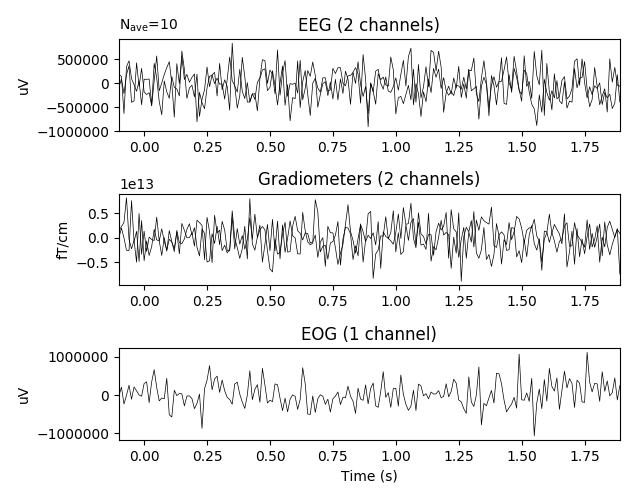 N_ave=10
EEG (2 channels)
500000
0
−500000
−1000000
uV
0.00 0.25 0.50 0.75 1.00 1.25 1.50 1.75
1e13
Gradiometers (2 channels)
0.5
0.0
−0.5
fT/cm
0.00 0.25 0.50 0.75 1.00 1.25 1.50 1.75
EOG (1 channel)
1000000
0
−1000000
uV
0.00 0.25 0.50 0.75 1.00 1.25 1.50 1.75
Time (s)